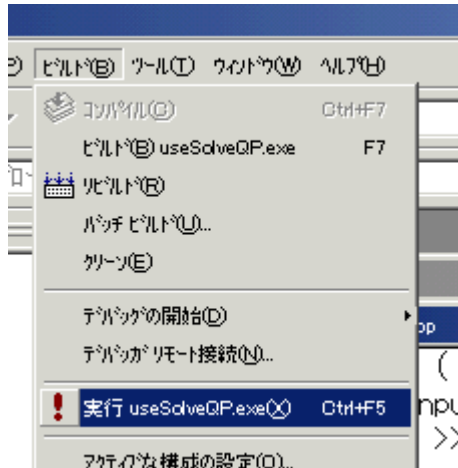 ﾋﾞﾙﾄﾞ(B) ﾂｰﾙ(T) ｳｨﾝﾄﾞｳ(W) ﾍﾙﾌﾟ(H)
ｺﾝﾊﾟｲﾙ(C) Ctrl+F7
ﾋﾞﾙﾄﾞ(B) useSolveQP.exe F7
ﾘﾋﾞﾙﾄﾞ(R)
ﾊﾞｯﾁ ﾋﾞﾙﾄﾞ(U)...
ｸﾘｰﾝ(E)
ﾃﾞﾊﾞｯｸﾞの開始(D)
ﾃﾞﾊﾞｯｶﾞ ﾘﾓｰﾄ接続(N)...
実行 useSolveQP.exe(X) Ctrl+F5
ｱｸﾃｨﾌﾞな構成の設定(O)...
op
(
npu
>>